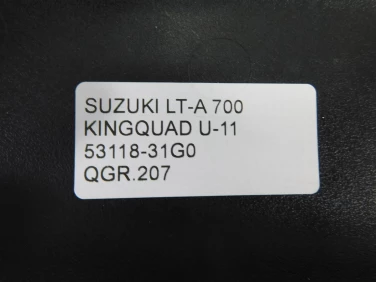 SUZUKI LT-A 700
KINGQUAD U-11
53118-31G0
QGR.207